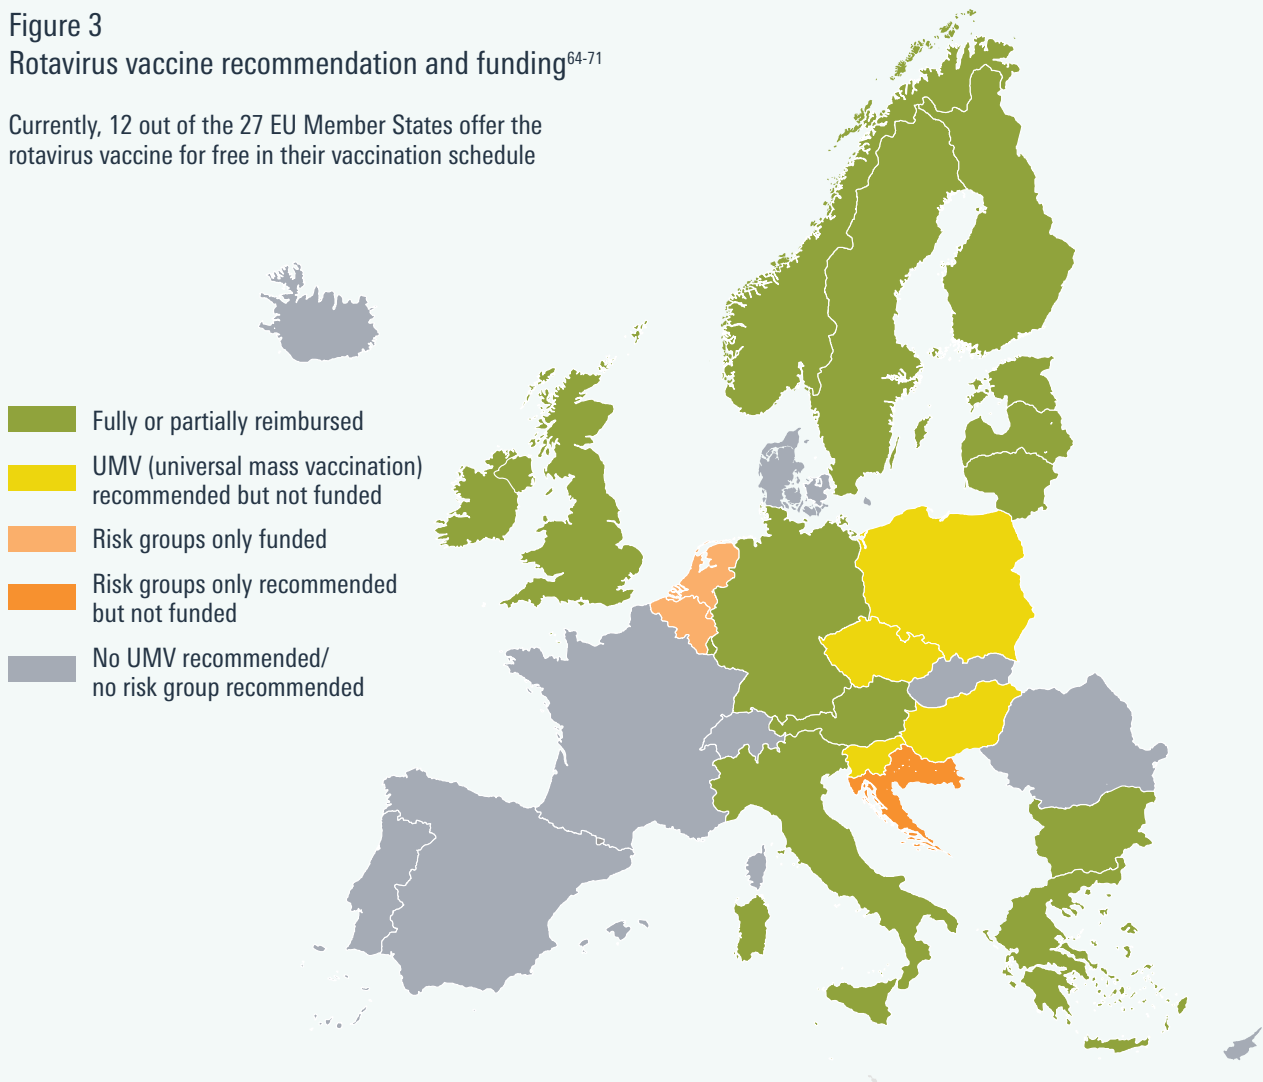 Figure 3
Rotavirus vaccine recommendation and funding64-71
Currently, 12 out of the 27 EU Member States offer the
rotavirus vaccine for free in their vaccination schedule
Fully or partially reimbursed
UMV (universal mass vaccination)
recommended but not funded
Risk groups only funded
Risk groups only recommended
but not funded
No UMV recommended/
no risk group recommended